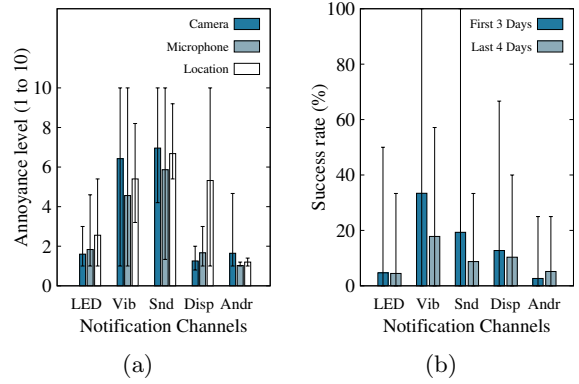 Camera
Microphone
Location
Annoyance level (1 to 10)
10
8
6
4
2
0
LED Vib Snd Disp Andr
Notification Channels
(a)
First 3 Days
Last 4 Days
Success rate (%)
100
80
60
40
20
0
LED Vib Snd Disp Andr
Notification Channels
(b)